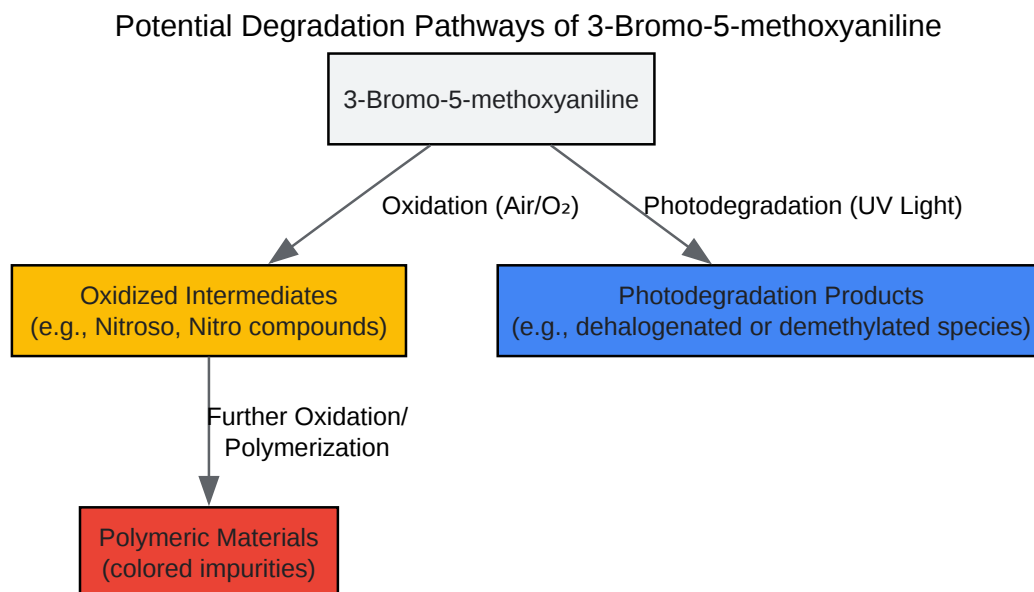 Potential Degradation Pathways of 3-Bromo-5-methoxyaniline
3-Bromo-5-methoxyaniline
Oxidation (Air/O₂)
Photodegradation (UV Light)
Oxidized Intermediates
(e.g., Nitroso, Nitro compounds)
Photodegradation Products
(e.g., dehalogenated or demethylated species)
Further Oxidation/
Polymerization
Polymeric Materials
(colored impurities)